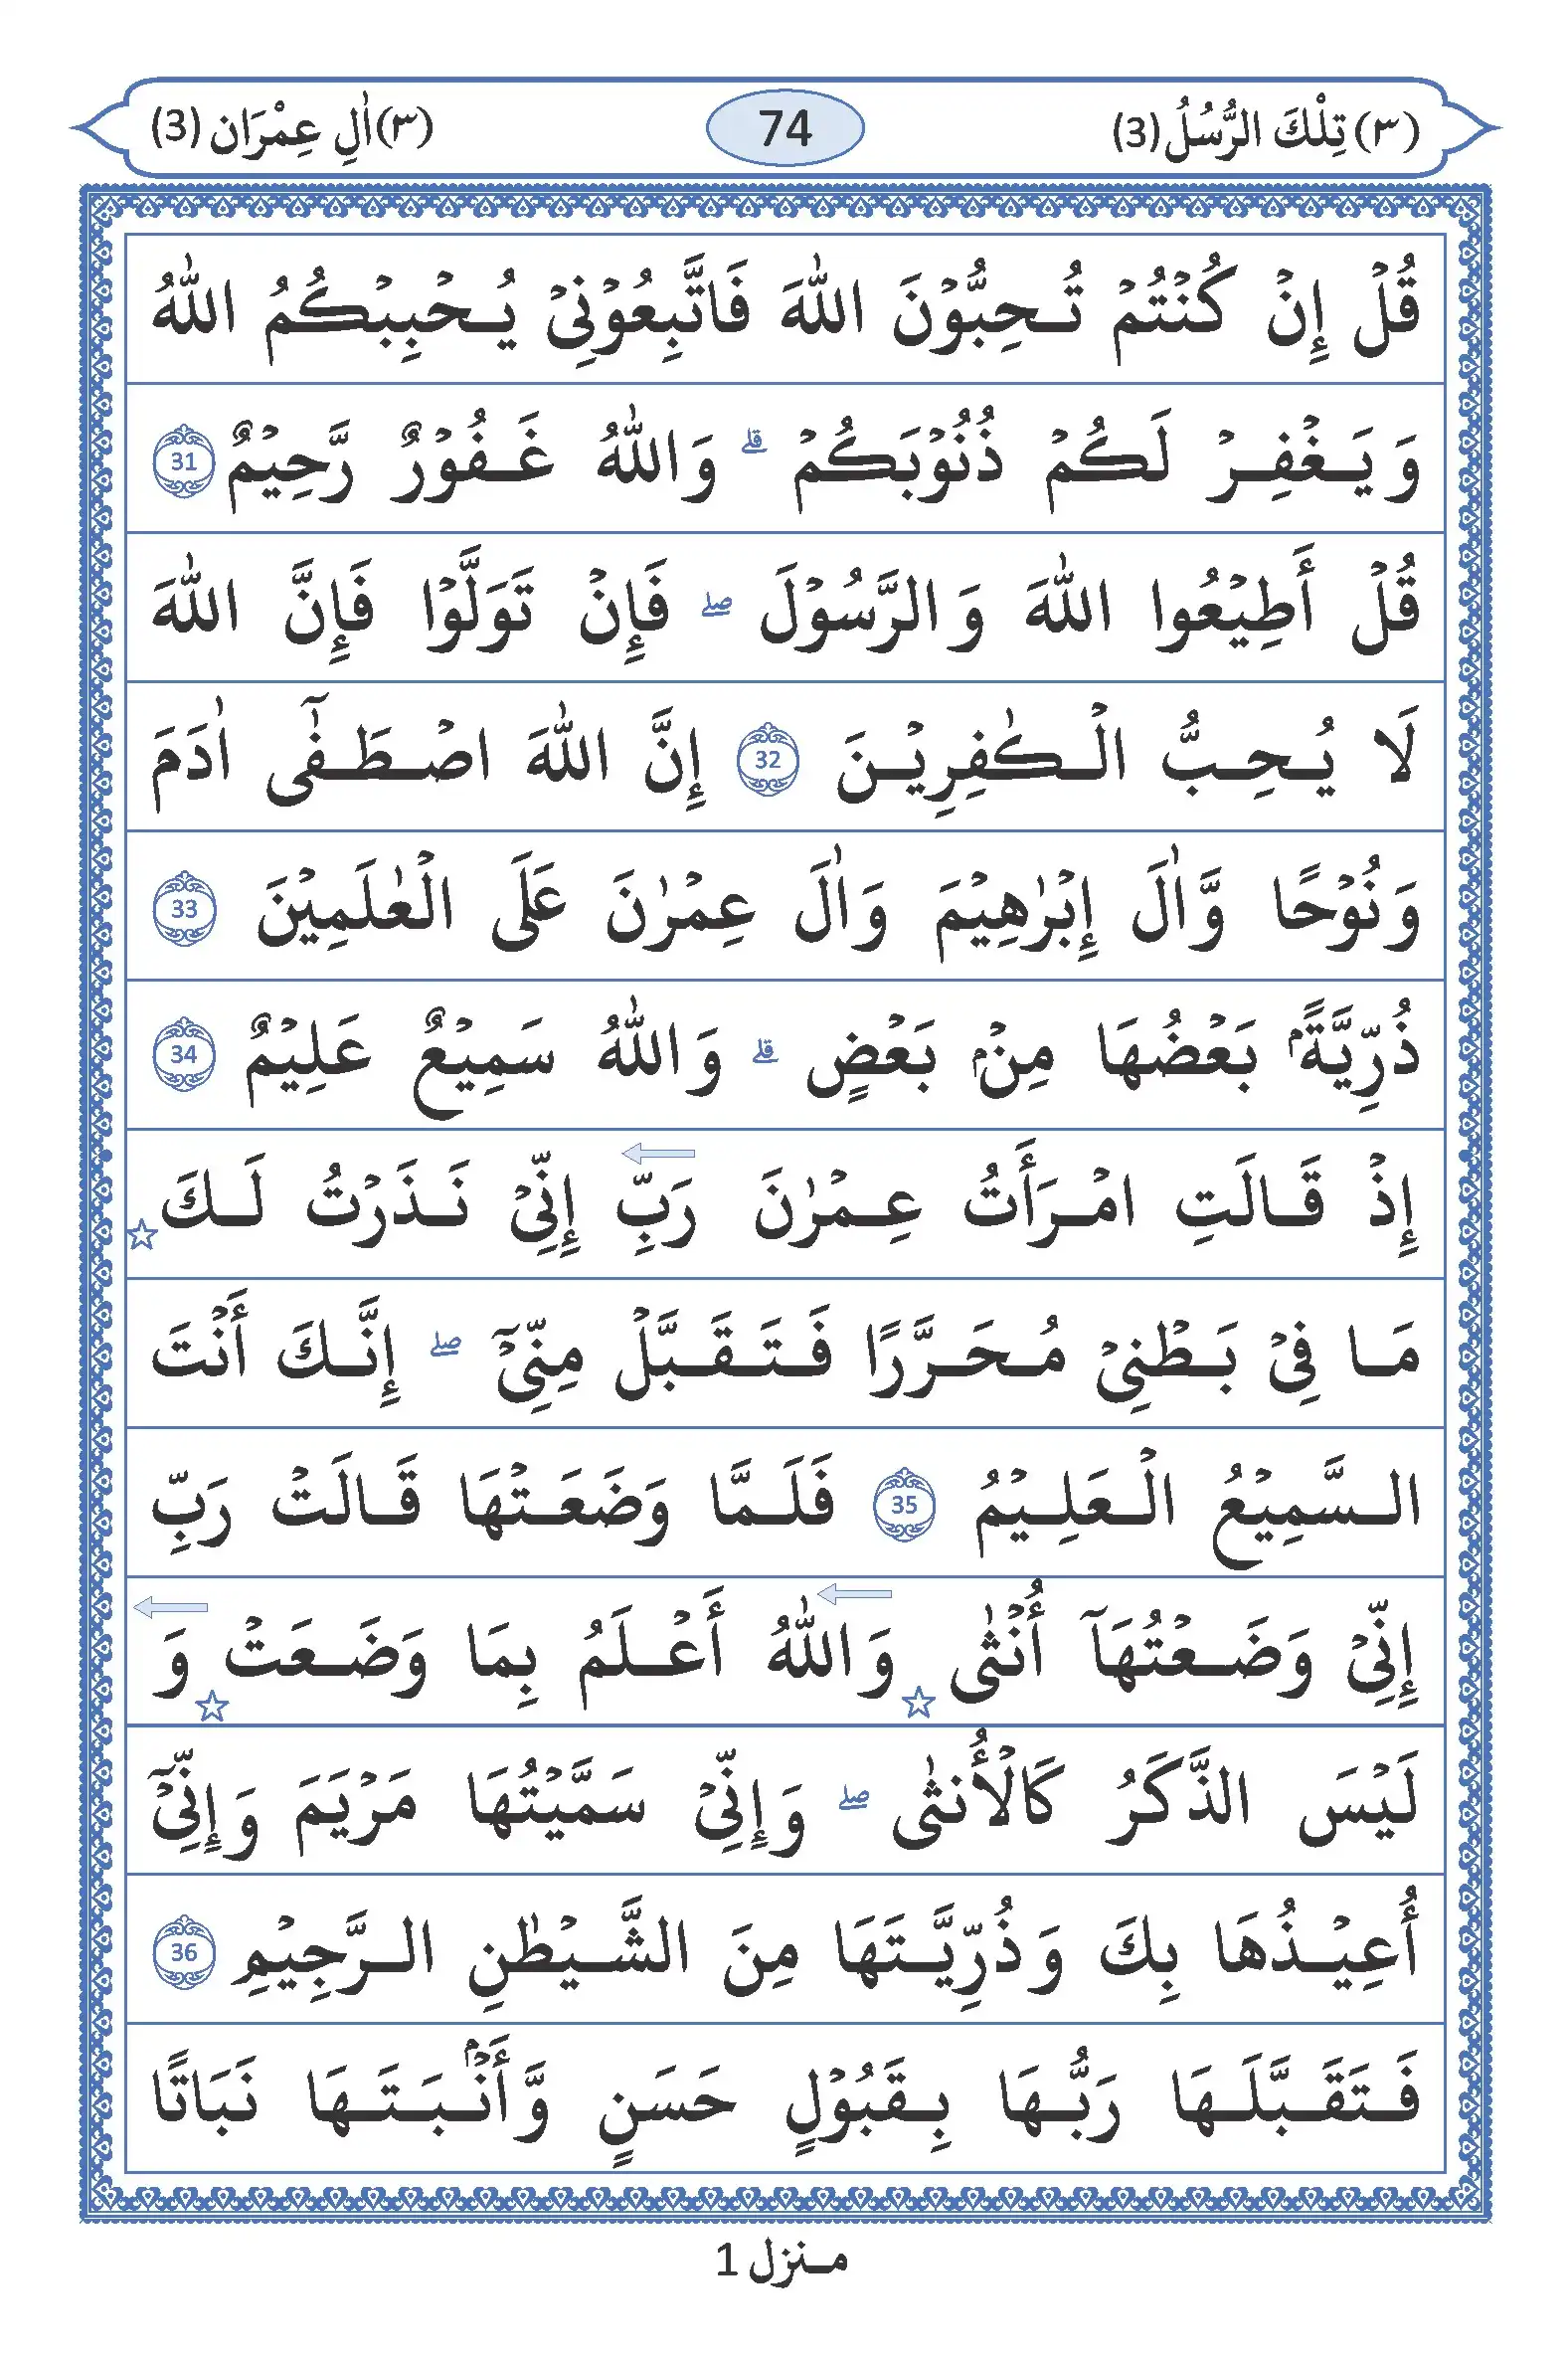 (٣) تِلْكَ الرُّسُلُ (3) 74 (٣) اٰلِ عِمْرَان (3)
قُلْ إِنْ كُنْتُمْ تُحِبُّوْنَ اللّٰهَ فَاتَّبِعُوْنِيْ يُحْبِبْكُمُ اللّٰهُ
وَيَغْفِرْ لَكُمْ ذُنُوْبَكُمْ ۗ وَاللّٰهُ غَفُوْرٌ رَّحِيْمٌ 31
قُلْ أَطِيْعُوا اللّٰهَ وَالرَّسُوْلَ ۖ فَإِنْ تَوَلَّوْا فَإِنَّ اللّٰهَ
لَا يُحِبُّ الْكٰفِرِيْنَ 32 إِنَّ اللّٰهَ اصْطَفٰٓى اٰدَمَ
وَنُوْحًا وَّاٰلَ إِبْرٰهِيْمَ وَاٰلَ عِمْرٰنَ عَلَى الْعٰلَمِيْنَ 33
ذُرِّيَّةًۢ بَعْضُهَا مِنْۢ بَعْضٍ ۗ وَاللّٰهُ سَمِيْعٌ عَلِيْمٌ 34
إِذْ قَالَتِ امْرَأَتُ عِمْرٰنَ رَبِّ إِنِّيْ نَذَرْتُ لَكَ
مَا فِيْ بَطْنِيْ مُحَرَّرًا فَتَقَبَّلْ مِنِّيْٓ ۖ إِنَّكَ أَنْتَ
السَّمِيْعُ الْعَلِيْمُ 35 فَلَمَّا وَضَعَتْهَا قَالَتْ رَبِّ
إِنِّيْ وَضَعْتُهَآ أُنْثٰى وَاللّٰهُ أَعْلَمُ بِمَا وَضَعَتْ وَ
لَيْسَ الذَّكَرُ كَالْأُنثٰى ۖ وَإِنِّيْ سَمَّيْتُهَا مَرْيَمَ وَإِنِّيْٓ
أُعِيْذُهَا بِكَ وَذُرِّيَّتَهَا مِنَ الشَّيْطٰنِ الرَّجِيْمِ 36
فَتَقَبَّلَهَا رَبُّهَا بِقَبُوْلٍ حَسَنٍ وَّأَنْۢبَتَهَا نَبَاتًا
منزل 1